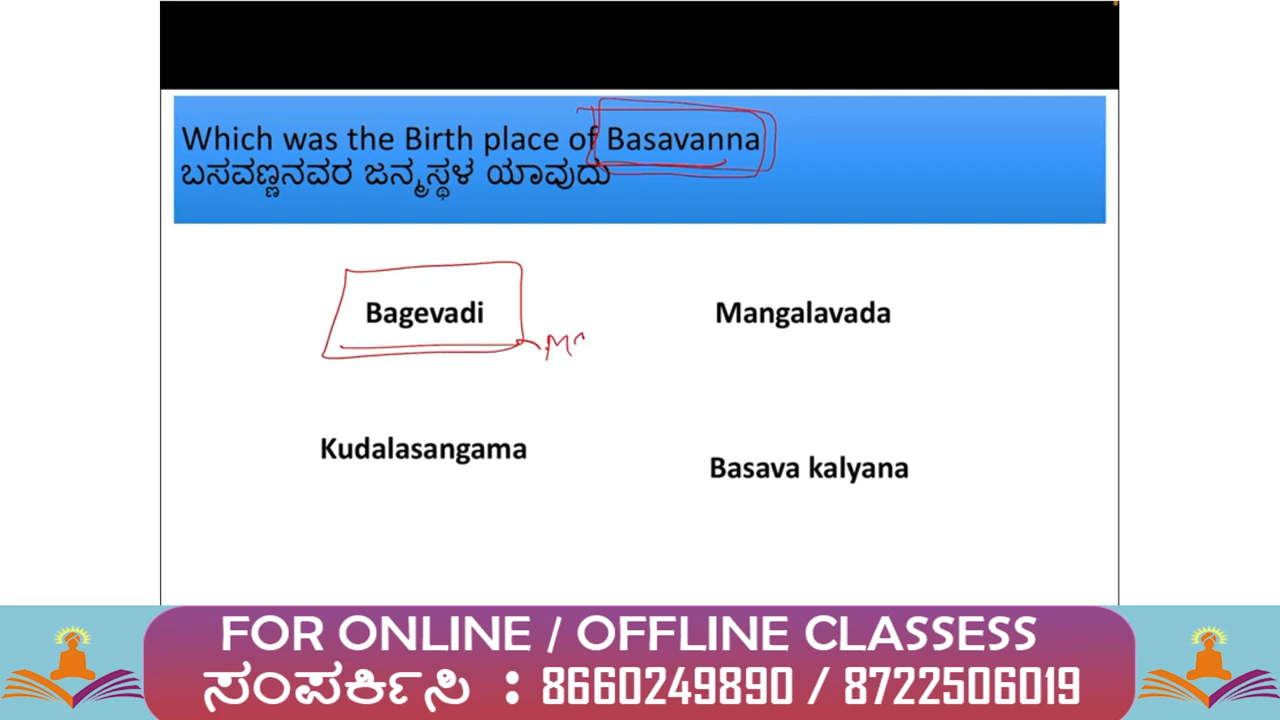 Which was the Birth place of Basavanna
ಬಸವಣ್ಣನವರ ಜನ್ಮಸ್ಥಳ ಯಾವುದು
Bagevadi
Mangalavada
Kudalasangama
Basava kalyana
FOR ONLINE / OFFLINE CLASSESS
ಸಂಪರ್ಕಿಸಿ : 8660249890 / 8722506019